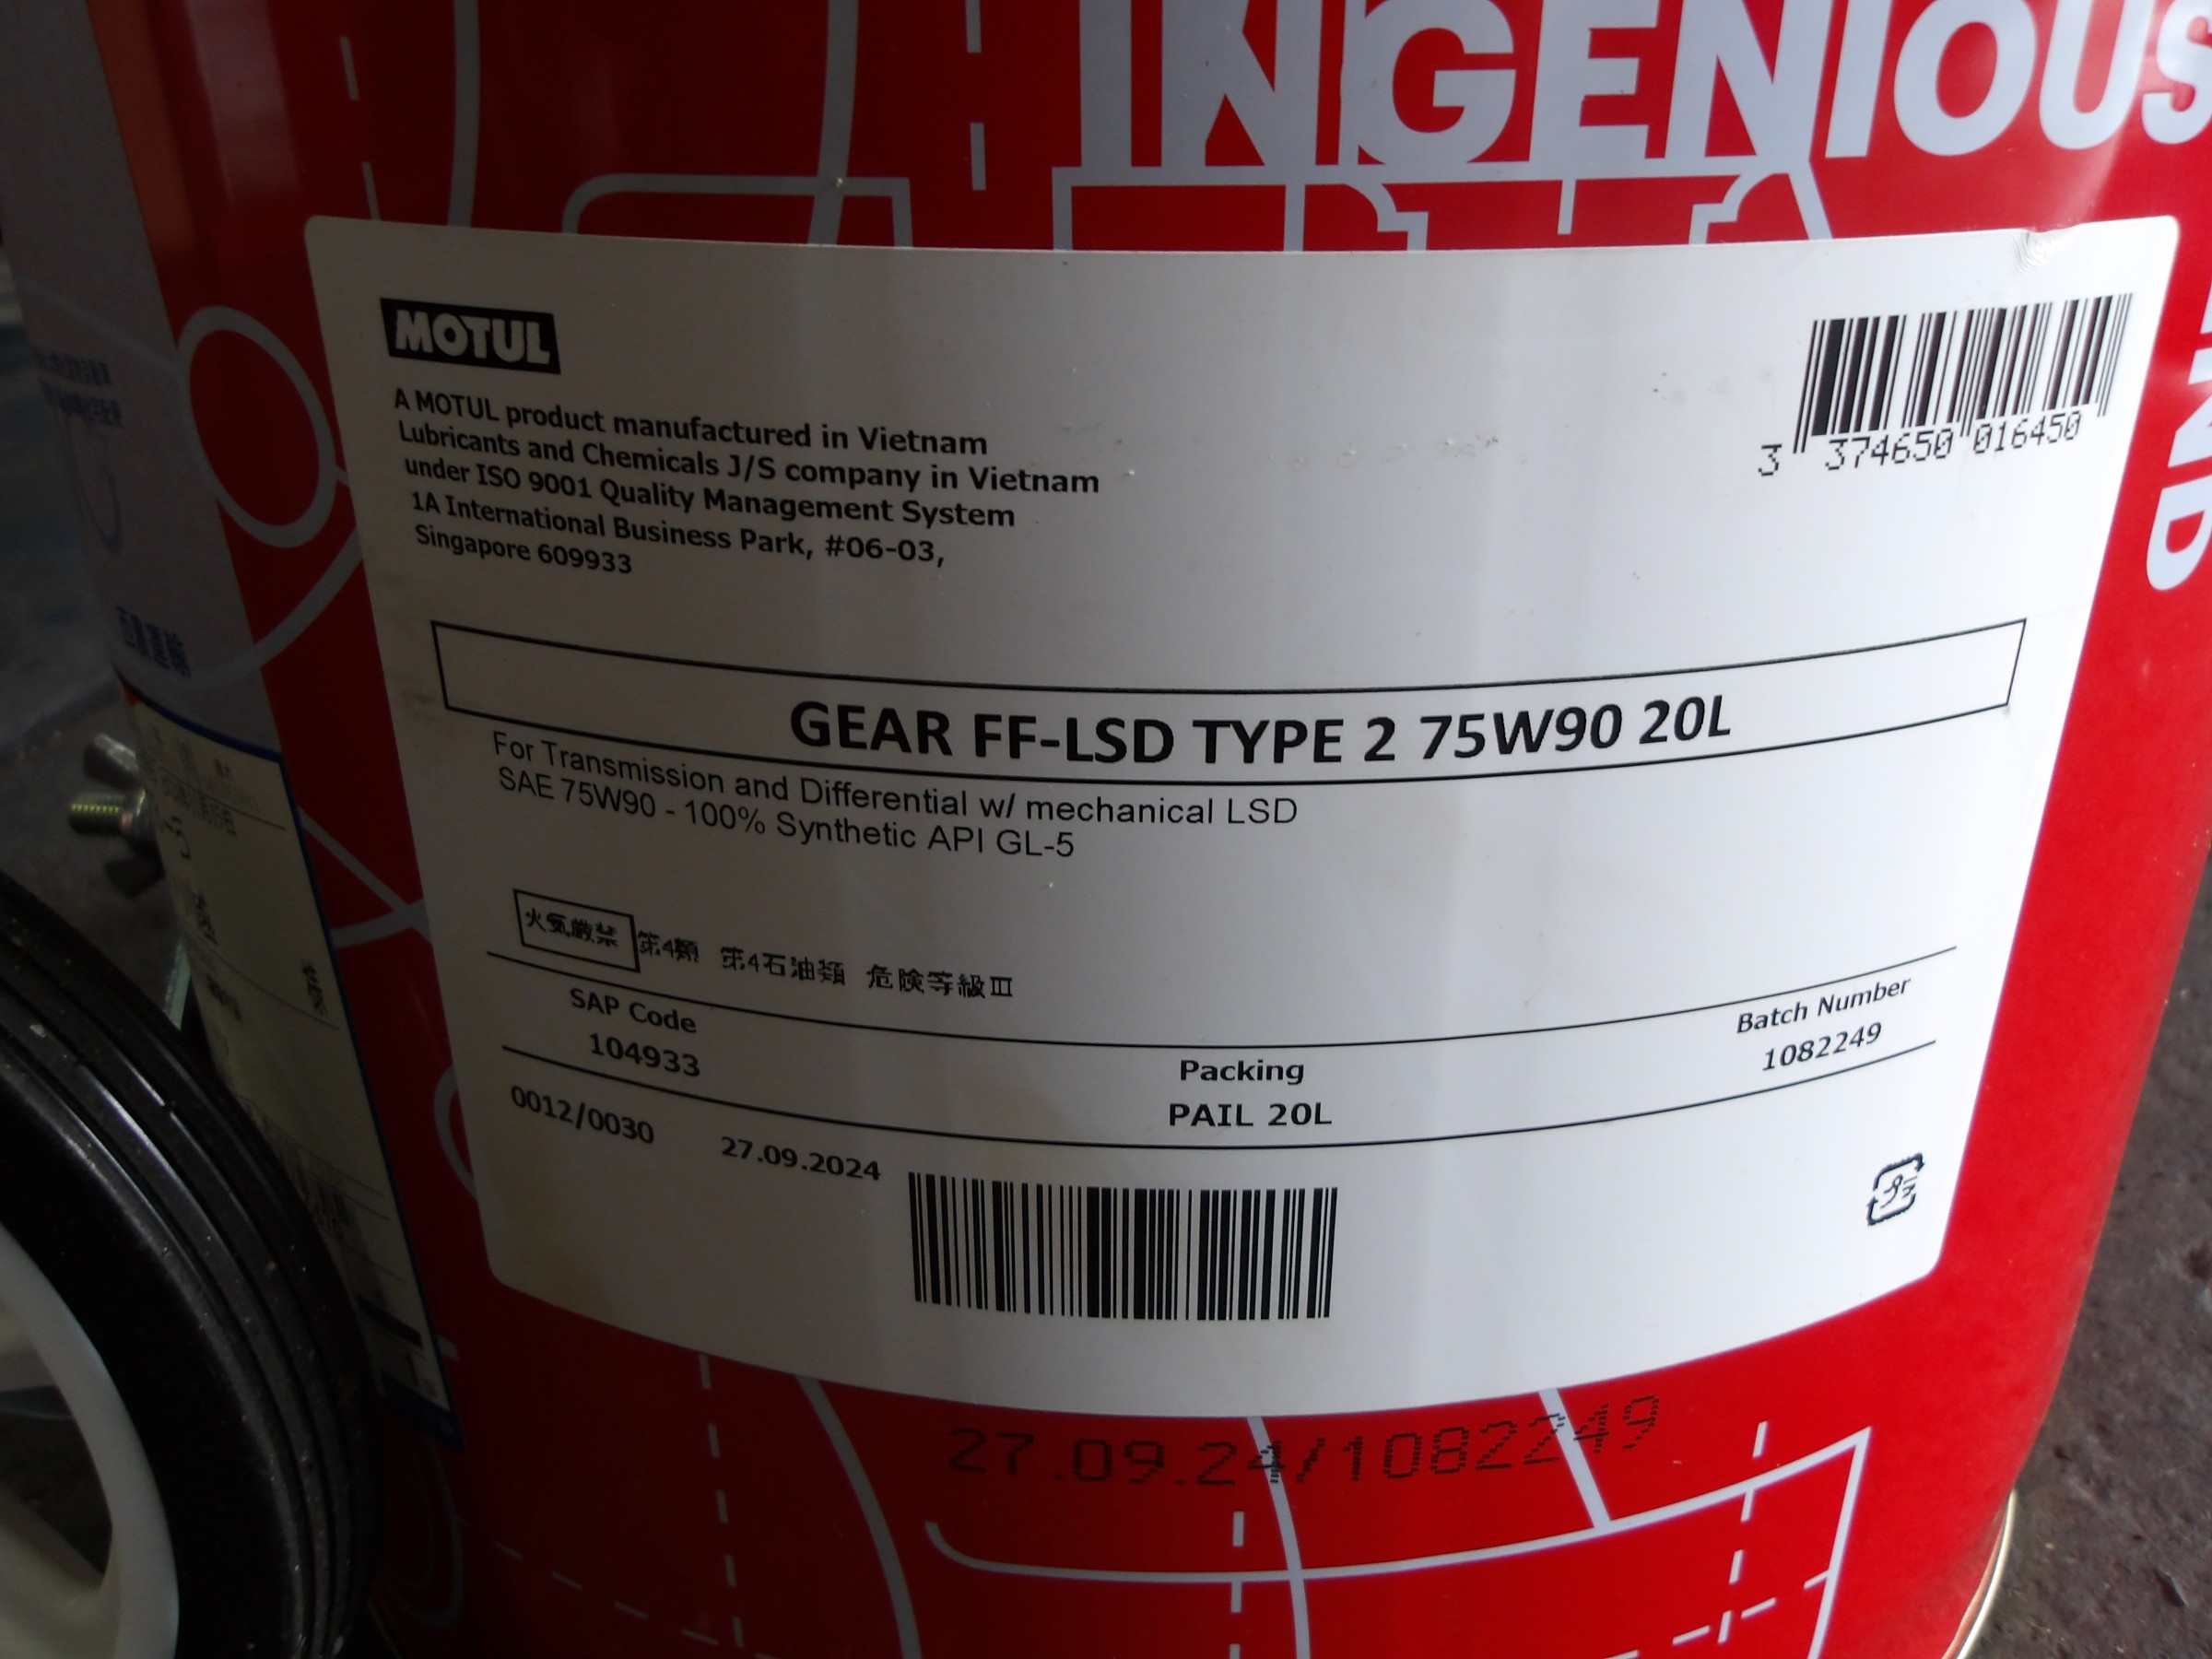 INGENIOUS
MOTUL
A MOTUL product manufactured in Vietnam
Lubricants and Chemicals J/S company in Vietnam
under ISO 9001 Quality Management System
1A International Business Park, #06-03,
Singapore 609933
3 374650 016450
GEAR FF-LSD TYPE 2 75W90 20L
For Transmission and Differential w/ mechanical LSD
SAE 75W90 - 100% Synthetic API GL-5
火気厳禁 第4類 第4石油類 危険等級Ⅲ
SAP Code
104933
Packing
PAIL 20L
Batch Number
1082249
0012/0030 27.09.2024
プラ
27.09.24/1082249